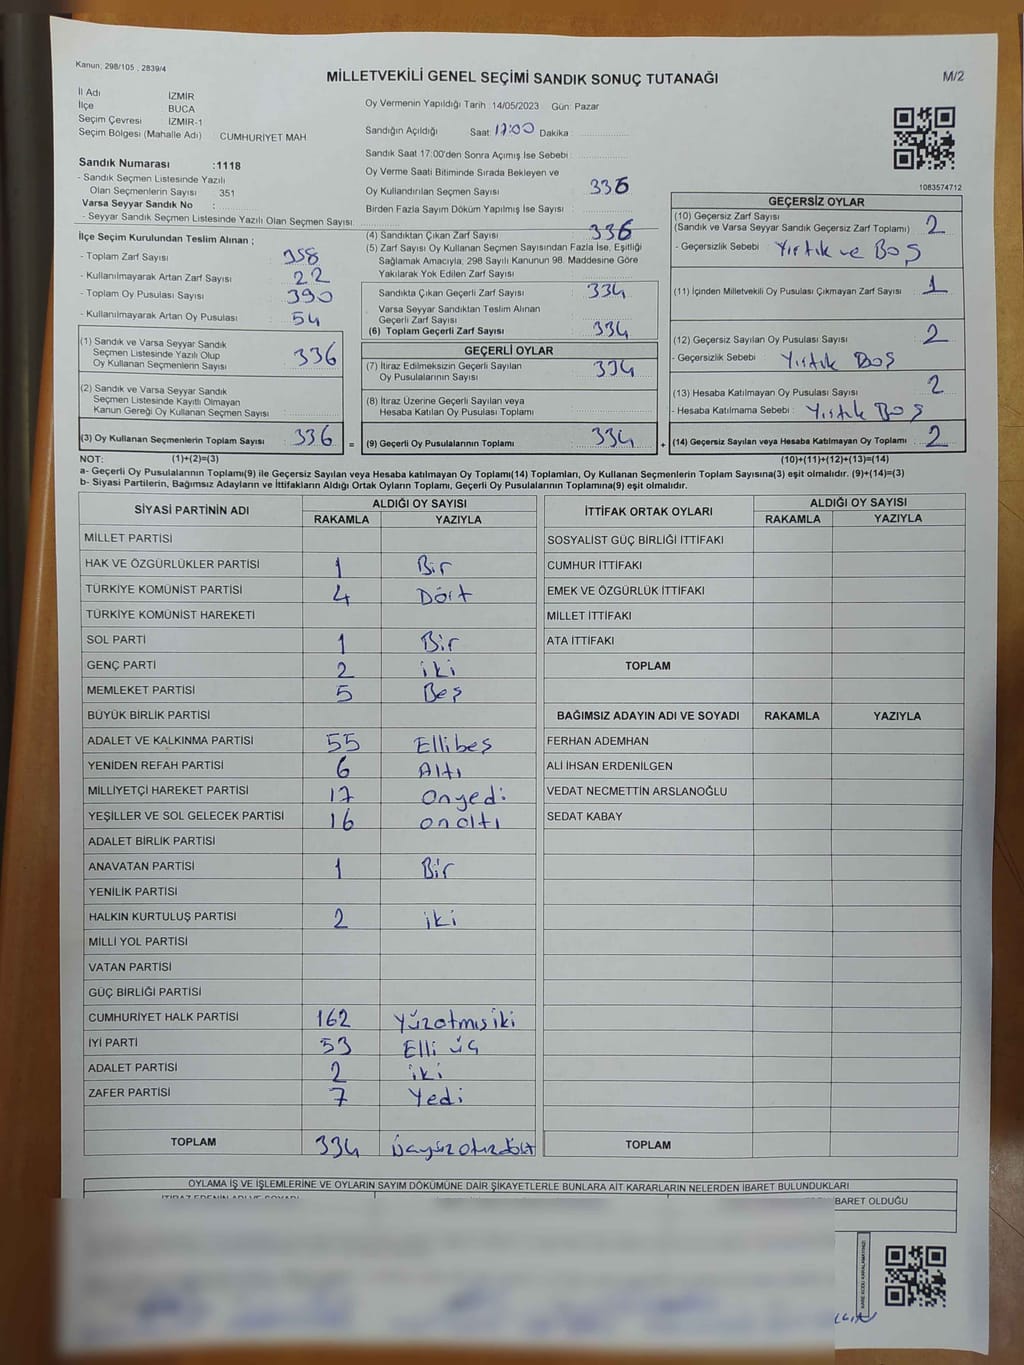 Kanun; 298/105 , 2839/4
MİLLETVEKİLİ GENEL SEÇİMİ SANDIK SONUÇ TUTANAĞI
M/2
İl Adı İZMİR
İlçe BUCA
Seçim Çevresi İZMİR-1
Seçim Bölgesi (Mahalle Adı) CUMHURİYET MAH
Sandık Numarası :1118
- Sandık Seçmen Listesinde Yazılı
Olan Seçmenlerin Sayısı 351
Varsa Seyyar Sandık No :
- Seyyar Sandık Seçmen Listesinde Yazılı Olan Seçmen Sayısı
Oy Vermenin Yapıldığı Tarih :14/05/2023 Gün: Pazar
Sandığın Açıldığı Saat: 17:00 Dakika :
Sandık Saat 17:00'den Sonra Açımış İse Sebebi :
Oy Verme Saati Bitiminde Sırada Bekleyen ve
Oy Kullandırılan Seçmen Sayısı : 336
Birden Fazla Sayım Döküm Yapılmış İse Sayısı :
1083574712
İlçe Seçim Kurulundan Teslim Alınan ;
- Toplam Zarf Sayısı : 358
- Kullanılmayarak Artan Zarf Sayısı : 22
- Toplam Oy Pusulası Sayısı : 390
- Kullanılmayarak Artan Oy Pusulası : 54
(1) Sandık ve Varsa Seyyar Sandık
Seçmen Listesinde Yazılı Olup
Oy Kullanan Seçmenlerin Sayısı : 336
(2) Sandık ve Varsa Seyyar Sandık
Seçmen Listesinde Kayıtlı Olmayan
Kanun Gereği Oy Kullanan Seçmen Sayısı :
(3) Oy Kullanan Seçmenlerin Toplam Sayısı : 336 =
(4) Sandıktan Çıkan Zarf Sayısı : 336
(5) Zarf Sayısı Oy Kullanan Seçmen Sayısından Fazla İse, Eşitliği
Sağlamak Amacıyla, 298 Sayılı Kanunun 98. Maddesine Göre
Yakılarak Yok Edilen Zarf Sayısı :
Sandıkta Çıkan Geçerli Zarf Sayısı : 334
Varsa Seyyar Sandıktan Teslim Alınan
Geçerli Zarf Sayısı :
(6) Toplam Geçerli Zarf Sayısı : 334
GEÇERLİ OYLAR
(7) İtiraz Edilmeksizin Geçerli Sayılan
Oy Pusulalarının Sayısı : 334
(8) İtiraz Üzerine Geçerli Sayılan veya
Hesaba Katılan Oy Pusulası Toplamı :
(9) Geçerli Oy Pusulalarının Toplamı : 334 +
GEÇERSİZ OYLAR
(10) Geçersiz Zarf Sayısı
(Sandık ve Varsa Seyyar Sandık Geçersiz Zarf Toplamı) : 2
- Geçersizlik Sebebi : Yırtık ve Boş
(11) İçinden Milletvekili Oy Pusulası Çıkmayan Zarf Sayısı : 1
(12) Geçersiz Sayılan Oy Pusulası Sayısı : 2
- Geçersizlik Sebebi : Yırtık Boş
(13) Hesaba Katılmayan Oy Pusulası Sayısı : 2
- Hesaba Katılmama Sebebi : Yırtık Boş
(14) Geçersiz Sayılan veya Hesaba Katılmayan Oy Toplamı : 2
NOT: (1)+(2)=(3) (10)+(11)+(12)+(13)=(14)
a- Geçerli Oy Pusulalarının Toplamı(9) ile Geçersiz Sayılan veya Hesaba katılmayan Oy Toplamı(14) Toplamları, Oy Kullanan Seçmenlerin Toplam Sayısına(3) eşit olmalıdır. (9)+(14)=(3)
b- Siyasi Partilerin, Bağımsız Adayların ve İttifakların Aldığı Ortak Oyların Toplamı, Geçerli Oy Pusulalarının Toplamına(9) eşit olmalıdır.
SİYASİ PARTİNİN ADI ALDIĞI OY SAYISI
RAKAMLA YAZIYLA
MİLLET PARTİSİ
HAK VE ÖZGÜRLÜKLER PARTİSİ 1 Bir
TÜRKİYE KOMÜNİST PARTİSİ 4 Dört
TÜRKİYE KOMÜNİST HAREKETİ
SOL PARTİ 1 Bir
GENÇ PARTİ 2 iki
MEMLEKET PARTİSİ 5 Beş
BÜYÜK BİRLİK PARTİSİ
ADALET VE KALKINMA PARTİSİ 55 Ellibeş
YENİDEN REFAH PARTİSİ 6 Altı
MİLLİYETÇİ HAREKET PARTİSİ 17 Onyedi
YEŞİLLER VE SOL GELECEK PARTİSİ 16 onaltı
ADALET BİRLİK PARTİSİ
ANAVATAN PARTİSİ 1 Bir
YENİLİK PARTİSİ
HALKIN KURTULUŞ PARTİSİ 2 iki
MİLLİ YOL PARTİSİ
VATAN PARTİSİ
GÜÇ BİRLİĞİ PARTİSİ
CUMHURİYET HALK PARTİSİ 162 Yüzatmışiki
İYİ PARTİ 53 Elli üç
ADALET PARTİSİ 2 iki
ZAFER PARTİSİ 7 Yedi
TOPLAM 334 Üçyüzotuzdört
İTTİFAK ORTAK OYLARI ALDIĞI OY SAYISI
RAKAMLA YAZIYLA
SOSYALİST GÜÇ BİRLİĞİ İTTİFAKI
CUMHUR İTTİFAKI
EMEK VE ÖZGÜRLÜK İTTİFAKI
MİLLET İTTİFAKI
ATA İTTİFAKI
TOPLAM
BAĞIMSIZ ADAYIN ADI VE SOYADI RAKAMLA YAZIYLA
FERHAN ADEMHAN
ALİ İHSAN ERDENİLGEN
VEDAT NECMETTİN ARSLANOĞLU
SEDAT KABAY
TOPLAM
OYLAMA İŞ VE İŞLEMLERİNE VE OYLARIN SAYIM DÖKÜMÜNE DAİR ŞİKAYETLERLE BUNLARA AİT KARARLARIN NELERDEN İBARET BULUNDUKLARI
İTİRAZ EDENİN ADI VE SOYADI
BARET OLDUĞU
KARE KODU KARALAMAYINIZ!